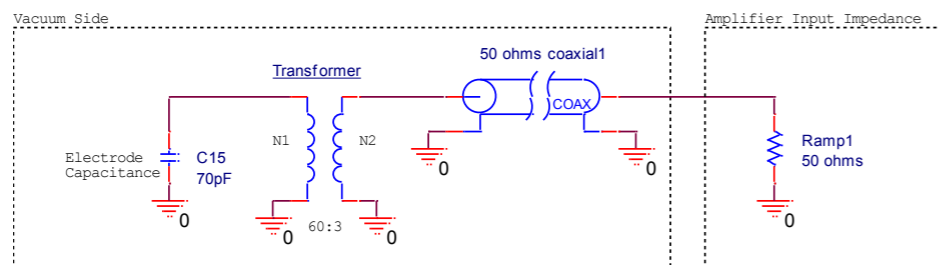 Vacuum Side
Amplifier Input Impedance
50 ohms coaxial1
Transformer
COAX
N1
N2
Electrode
Capacitance
C15
70pF
Ramp1
50 ohms
0
0
0
0
0
0
60:3